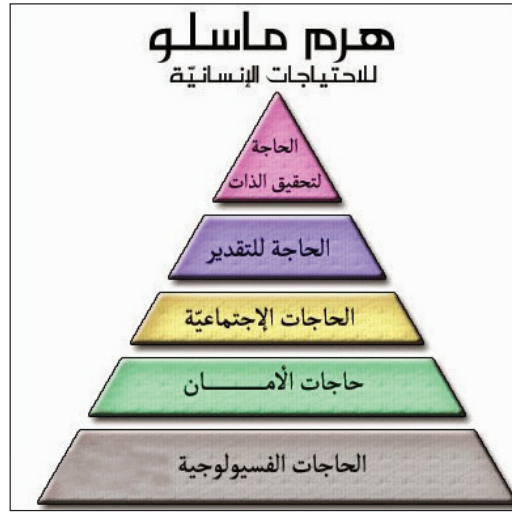 هرم ماسلو
للاحتياجات الإنسانيّة
الحاجة
لتحقيق الذات
الحاجة للتقدير
الحاجات الإجتماعيّة
حاجات الأمـــــــان
الحاجات الفسيولوجية